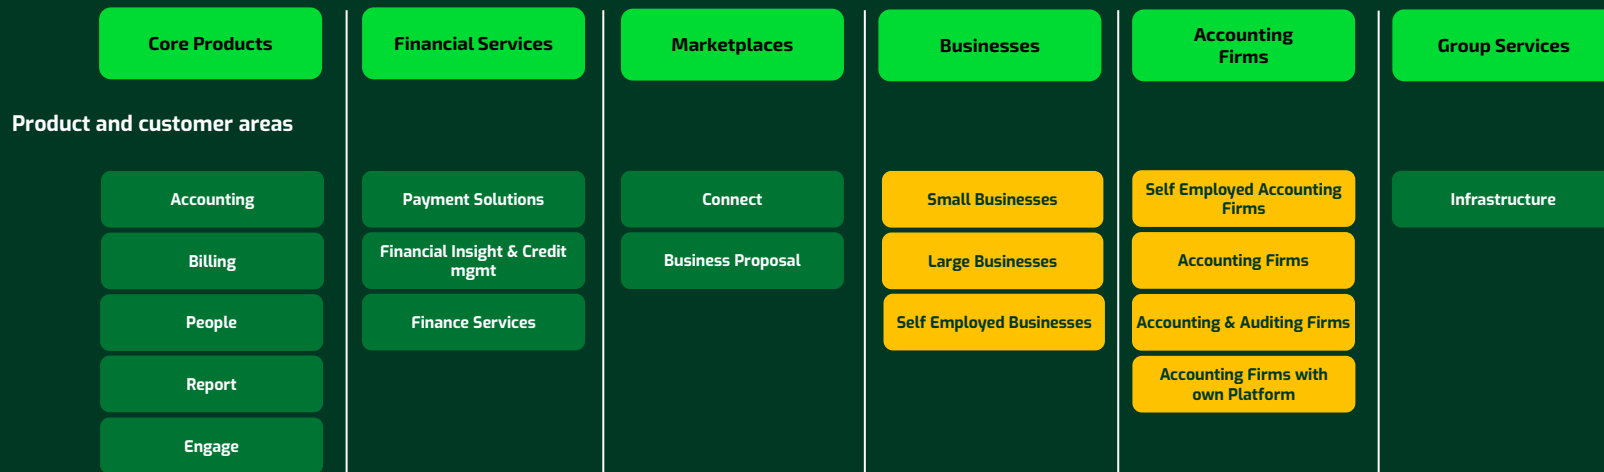 Core Products
Financial Services
Marketplaces
Businesses
Accounting
Firms
Group Services
Product and customer areas
Accounting
Billing
People
Report
Engage
Payment Solutions
Financial Insight & Credit
mgmt
Finance Services
Connect
Business Proposal
Small Businesses
Large Businesses
Self Employed Businesses
Self Employed Accounting
Firms
Accounting Firms
Accounting & Auditing Firms
Accounting Firms with
own Platform
Infrastructure